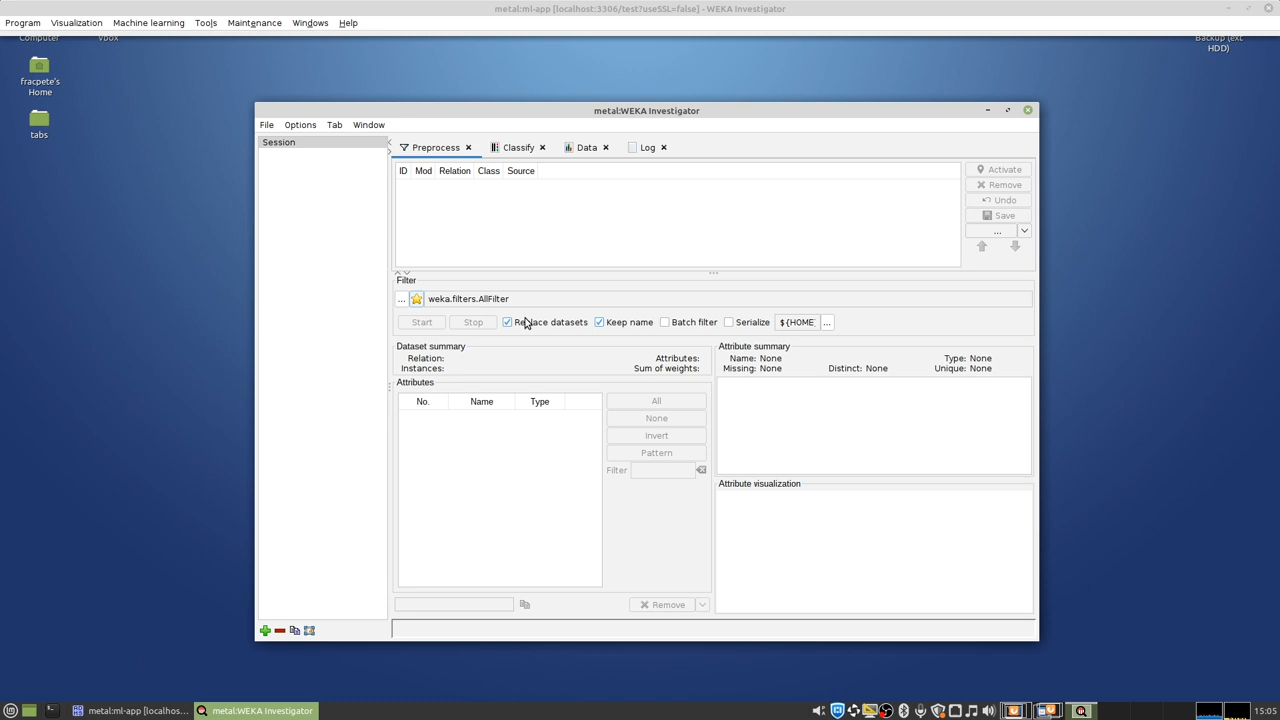 metal:ml-app [localhost:3306/test?useSSL=false] - WEKA Investigator
Program Visualization Machine learning Tools Maintenance Windows Help
Computer vbox Backup (ext. HDD)
fracpete's
Home
tabs
metal:WEKA Investigator
File Options Tab Window
Session
Preprocess Classify Data Log
ID Mod Relation Class Source
Activate
Remove
Undo
Save
...
Filter
... weka.filters.AllFilter
Start Stop Replace datasets Keep name Batch filter Serialize ${HOME} ...
Dataset summary
Relation: Attributes:
Instances: Sum of weights:
Attribute summary
Name: None Type: None
Missing: None Distinct: None Unique: None
Attributes
No. Name Type
All
None
Invert
Pattern
Filter
Attribute visualization
Remove
metal:ml-app [localhos... metal:WEKA Investigator 15:05